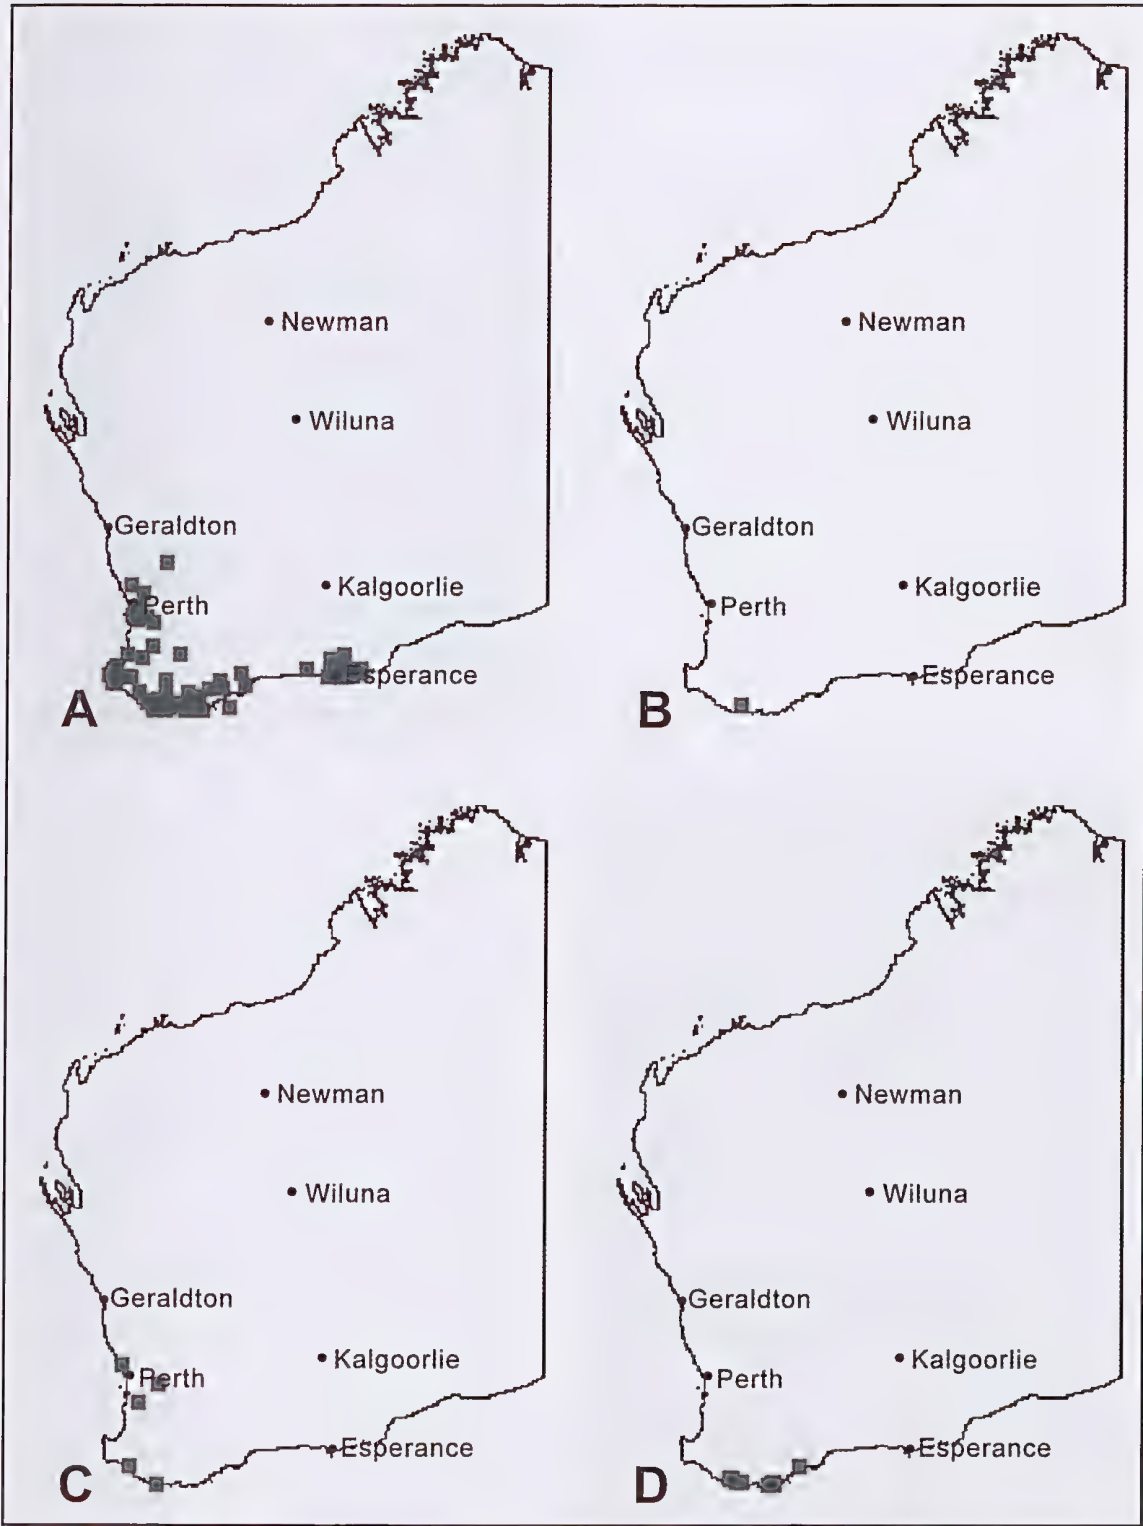 Newman
Wiluna
Geraldton
Kalgoorlie
Perth
Esperance
A
Newman
Wiluna
Geraldton
Kalgoorlie
Perth
Esperance
B
Newman
Wiluna
Geraldton
Kalgoorlie
Perth
Esperance
C
Newman
Wiluna
Geraldton
Kalgoorlie
Perth
Esperance
D